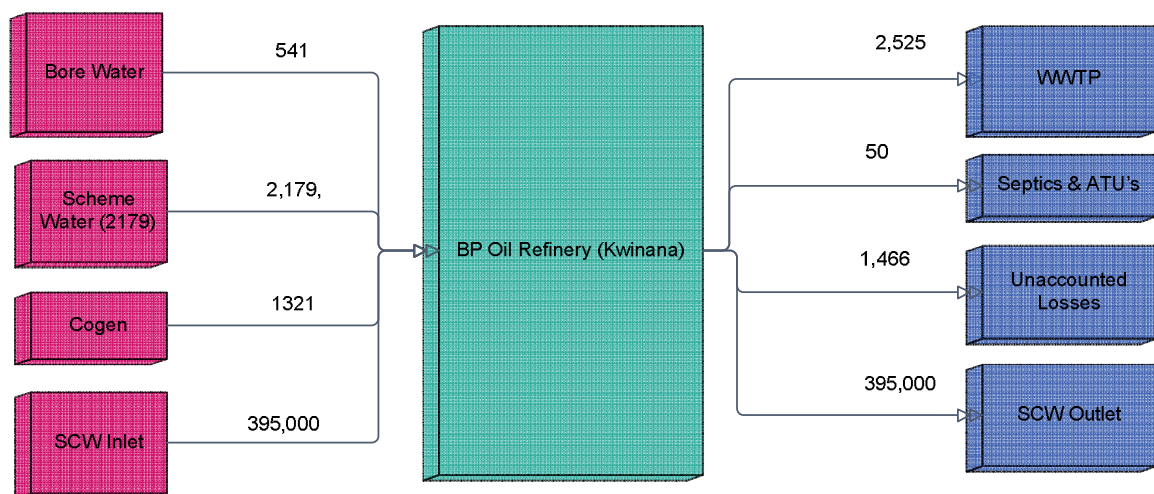 Bore Water
541
Scheme
Water (2179)
2,179,
Cogen
1321
SCW Inlet
395,000
BP Oil Refinery (Kwinana)
2,525
WWTP
50
Septics & ATU's
1,466
Unaccounted
Losses
395,000
SCW Outlet